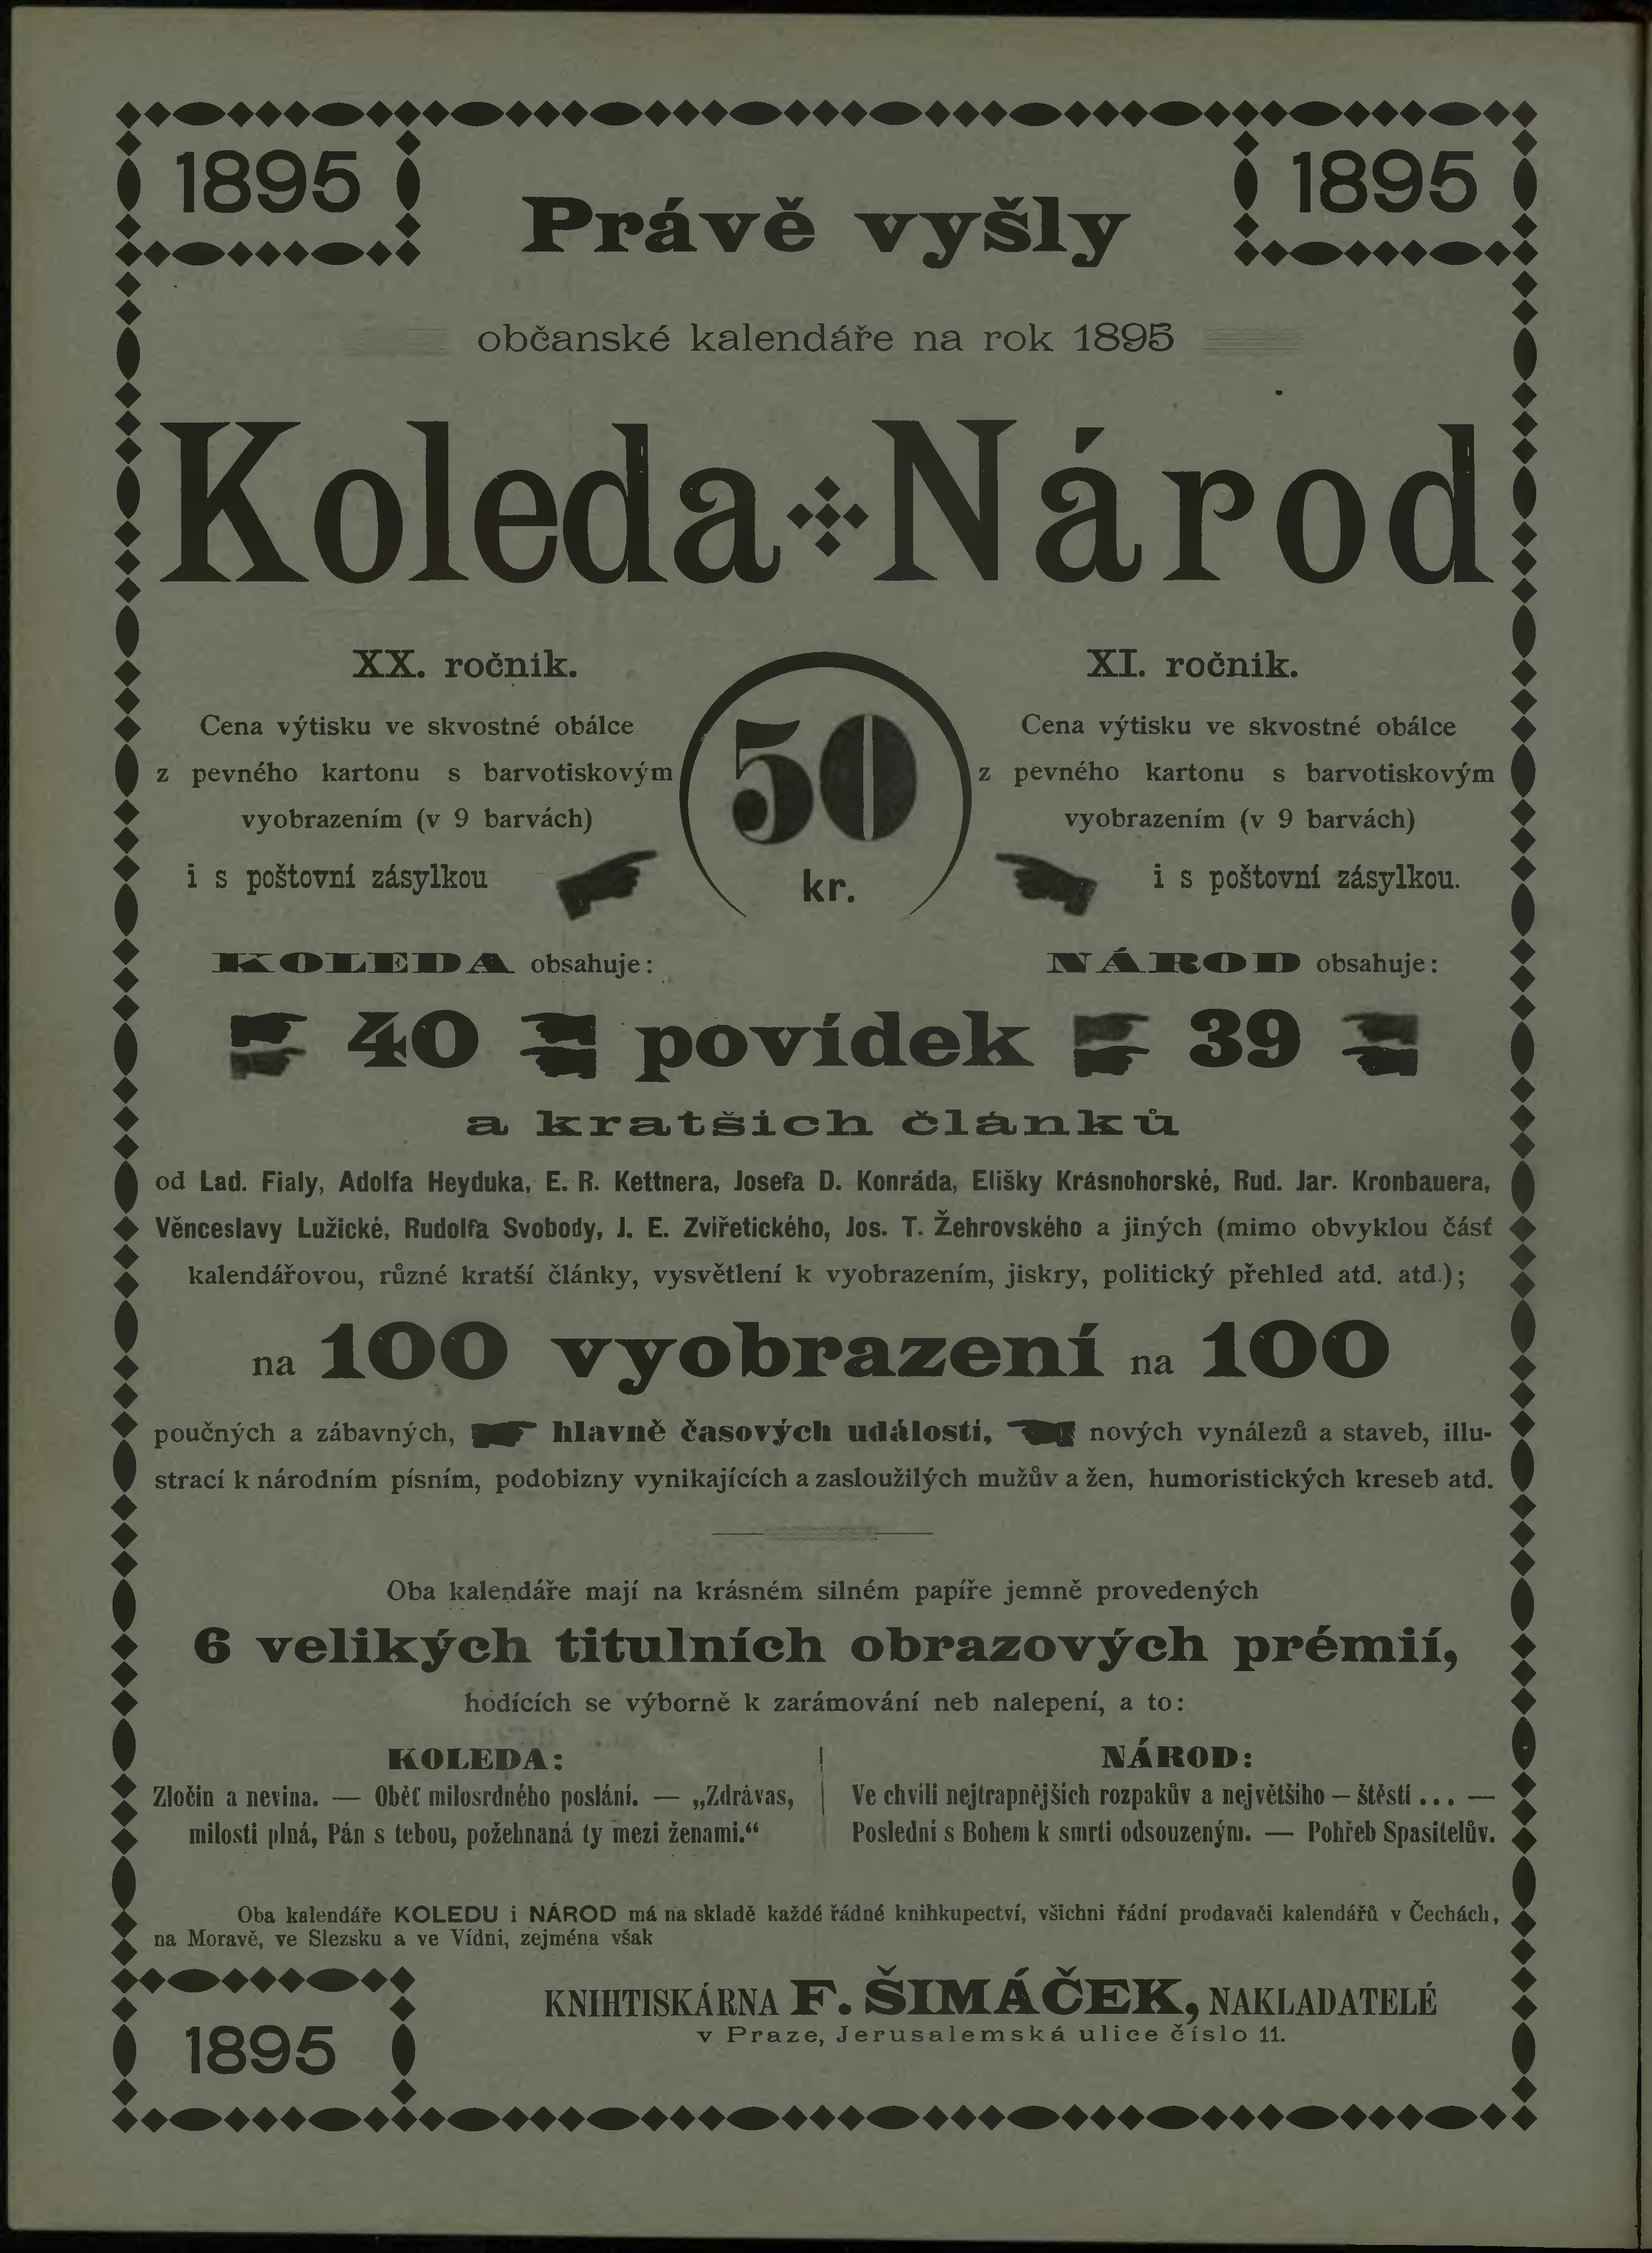 1895
1895
Právě vyšly
občanské kalendáře na rok 1895
Koleda Národ
XX. ročník.
Cena výtisku ve skvostné obálce
z pevného kartonu s barvotiskovým
vyobrazením (v 9 barvách)
i s poštovní zásylkou
50
kr.
XI. ročník.
Cena výtisku ve skvostné obálce
z pevného kartonu s barvotiskovým
vyobrazením (v 9 barvách)
i s poštovní zásylkou.
KOLEDA obsahuje:
NÁROD obsahuje:
40 povídek 39
a kratších článků
od Lad. Fialy, Adolfa Heyduka, E. R. Kettnera, Josefa D. Konráda, Elišky Krásnohorské, Rud. Jar. Kronbauera,
Věnceslavy Lužické, Rudolfa Svobody, J. E. Zviřetického, Jos. T. Žehrovského a jiných (mimo obvyklou část
kalendářovou, různé kratší články, vysvětlení k vyobrazením, jiskry, politický přehled atd. atd.);
na 100 vyobrazení na 100
poučných a zábavných, hlavně časových událostí, nových vynálezů a staveb, illu-
strací k národním písním, podobizny vynikajících a zasloužilých mužův a žen, humoristických kreseb atd.
Oba kalendáře mají na krásném silném papíře jemně provedených
6 velikých titulních obrazových prémií,
hodících se výborně k zarámování neb nalepení, a to:
KOLEDA:
Zločin a nevina. — Oběť milosrdného poslání. — „Zdrávas,
milosti plná, Pán s tebou, požehnaná ty mezi ženami.“
NÁROD:
Ve chvíli nejtrapnějších rozpakův a největšího — štěstí... —
Poslední s Bohem k smrti odsouzeným. — Pohřeb Spasitelův.
Oba kalendáře KOLEDU i NÁROD má na skladě každé řádné knihkupectví, všichni řádní prodavači kalendářů v Čechách,
na Moravě, ve Slezsku a ve Vídni, zejména však
KNIHTISKÁRNA F. ŠIMÁČEK, NAKLADATELÉ
v Praze, Jerusalemská ulice číslo 11.
1895